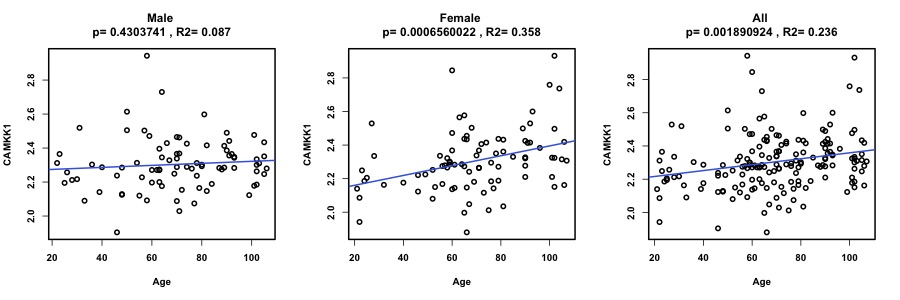 Male
p= 0.4303741 , R2= 0.087
CAMKK1
2.0 2.2 2.4 2.6 2.8
20 40 60 80 100
Age
Female
p= 0.0006560022 , R2= 0.358
CAMKK1
2.0 2.2 2.4 2.6 2.8
20 40 60 80 100
Age
All
p= 0.001890924 , R2= 0.236
CAMKK1
2.0 2.2 2.4 2.6 2.8
20 40 60 80 100
Age